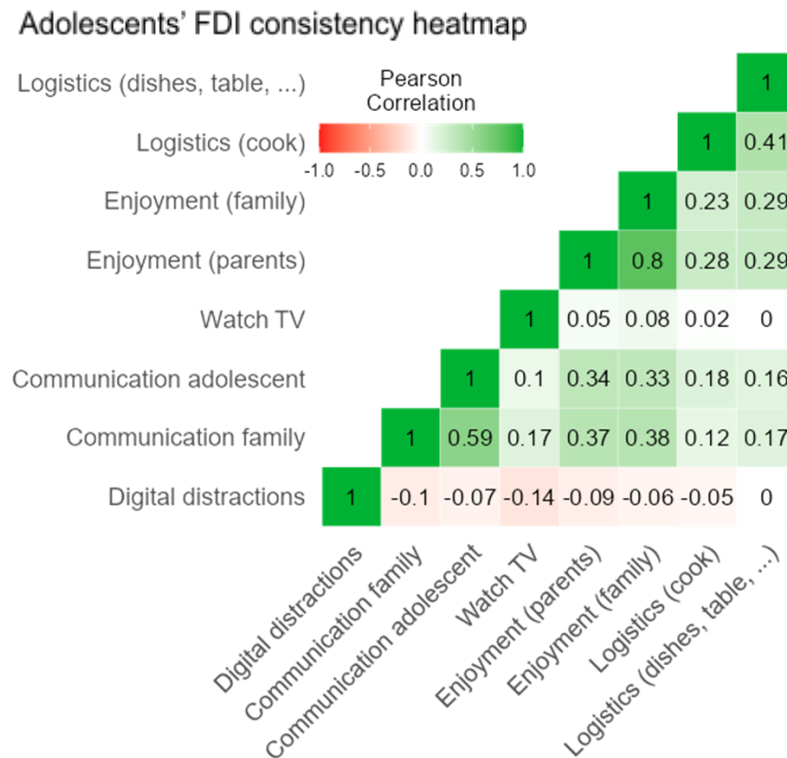 Adolescents’ FDI consistency heatmap
Pearson
Correlation
-1.0 -0.5 0.0 0.5 1.0
Logistics (dishes, table, ...) 1
Logistics (cook) 1 0.41
Enjoyment (family) 1 0.23 0.29
Enjoyment (parents) 1 0.8 0.28 0.29
Watch TV 1 0.05 0.08 0.02 0
Communication adolescent 1 0.1 0.34 0.33 0.18 0.16
Communication family 1 0.59 0.17 0.37 0.38 0.12 0.17
Digital distractions 1 -0.1 -0.07 -0.14 -0.09 -0.06 -0.05 0
Digital distractions
Communication family
Communication adolescent
Watch TV
Enjoyment (parents)
Enjoyment (family)
Logistics (cook)
Logistics (dishes, table, ...)